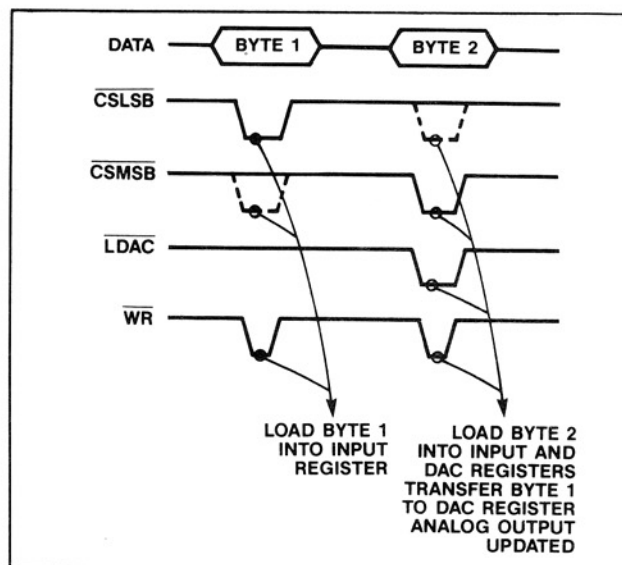 DATA
BYTE 1
BYTE 2
CSLSB
CSMSB
LDAC
WR
LOAD BYTE 1
INTO INPUT
REGISTER
LOAD BYTE 2
INTO INPUT AND
DAC REGISTERS
TRANSFER BYTE 1
TO DAC REGISTER
ANALOG OUTPUT
UPDATED